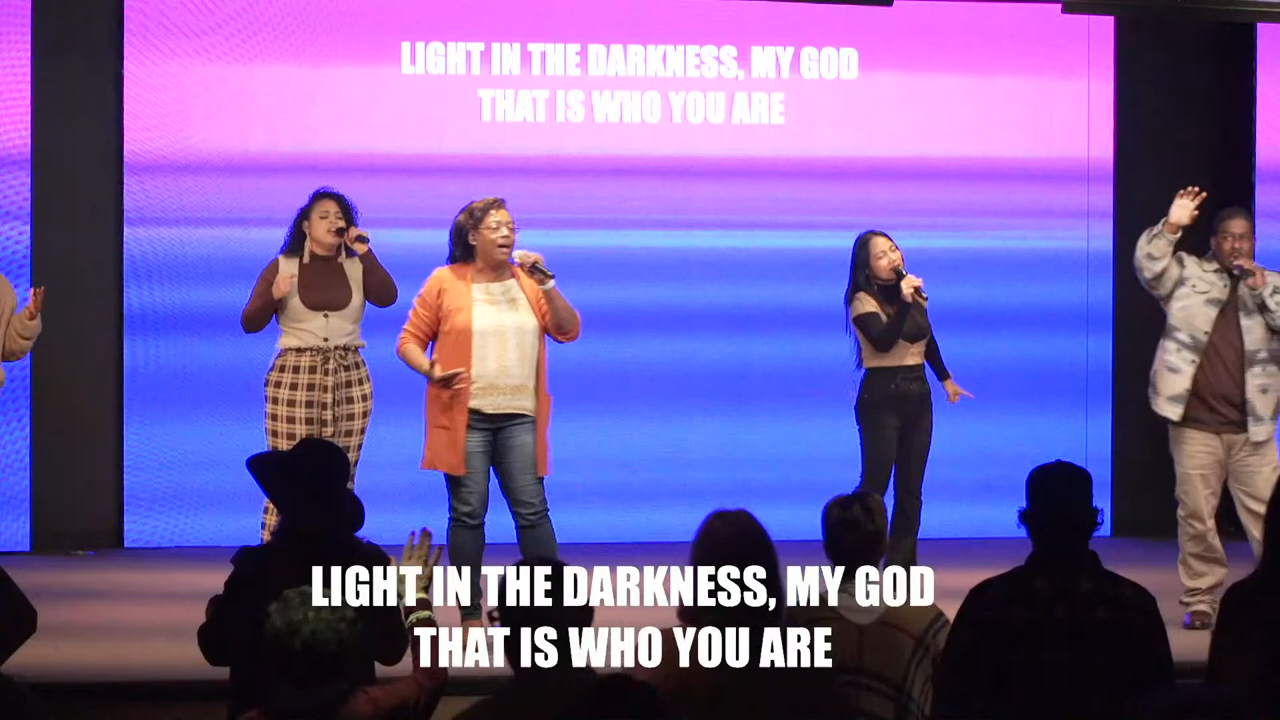 LIGHT IN THE DARKNESS, MY GOD
THAT IS WHO YOU ARE
LIGHT IN THE DARKNESS, MY GOD
THAT IS WHO YOU ARE